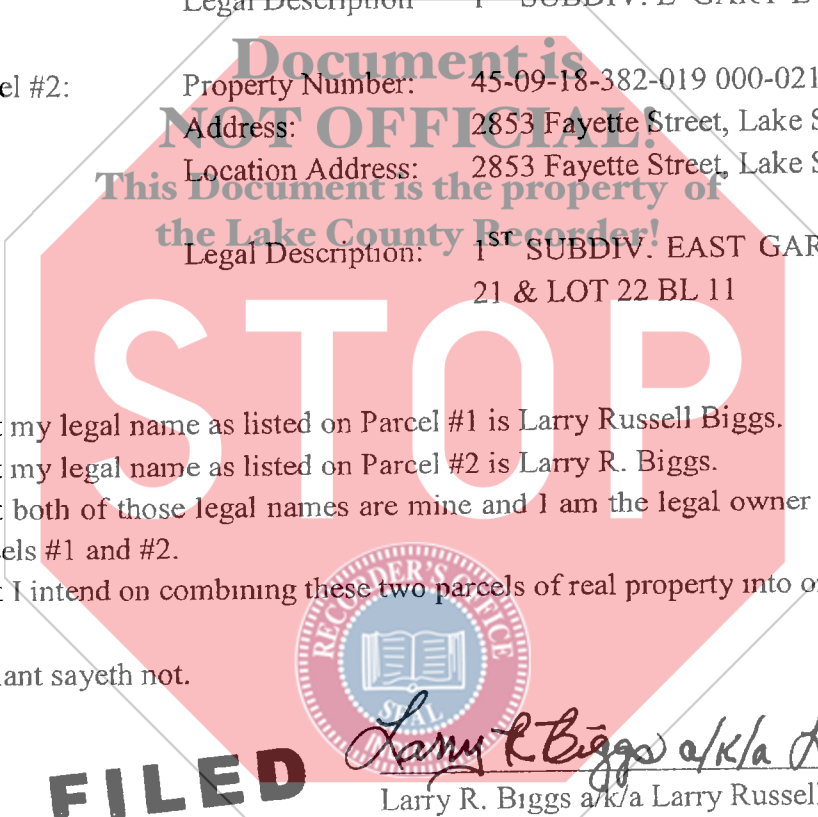 Legal Description 1 SUBDIV. E GARY
Document is
el #2: Property Number: 45-09-18-382-019 000-021
NOT OFFICIAL!
Address: 2853 Fayette Street, Lake S
Location Address: 2853 Fayette Street, Lake S
This Document is the property of
the Lake County Recorder!
Legal Description: 1ST SUBDIV. EAST GAR
21 & LOT 22 BL 11
STOP
t my legal name as listed on Parcel #1 is Larry Russell Biggs.
t my legal name as listed on Parcel #2 is Larry R. Biggs.
t both of those legal names are mine and I am the legal owner
els #1 and #2.
t I intend on combining these two parcels of real property into o
RECORDER'S OFFICE
SEAL
iant sayeth not.
Larry R Biggs a/k/a L
FILED
Larry R. Biggs a/k/a Larry Russell